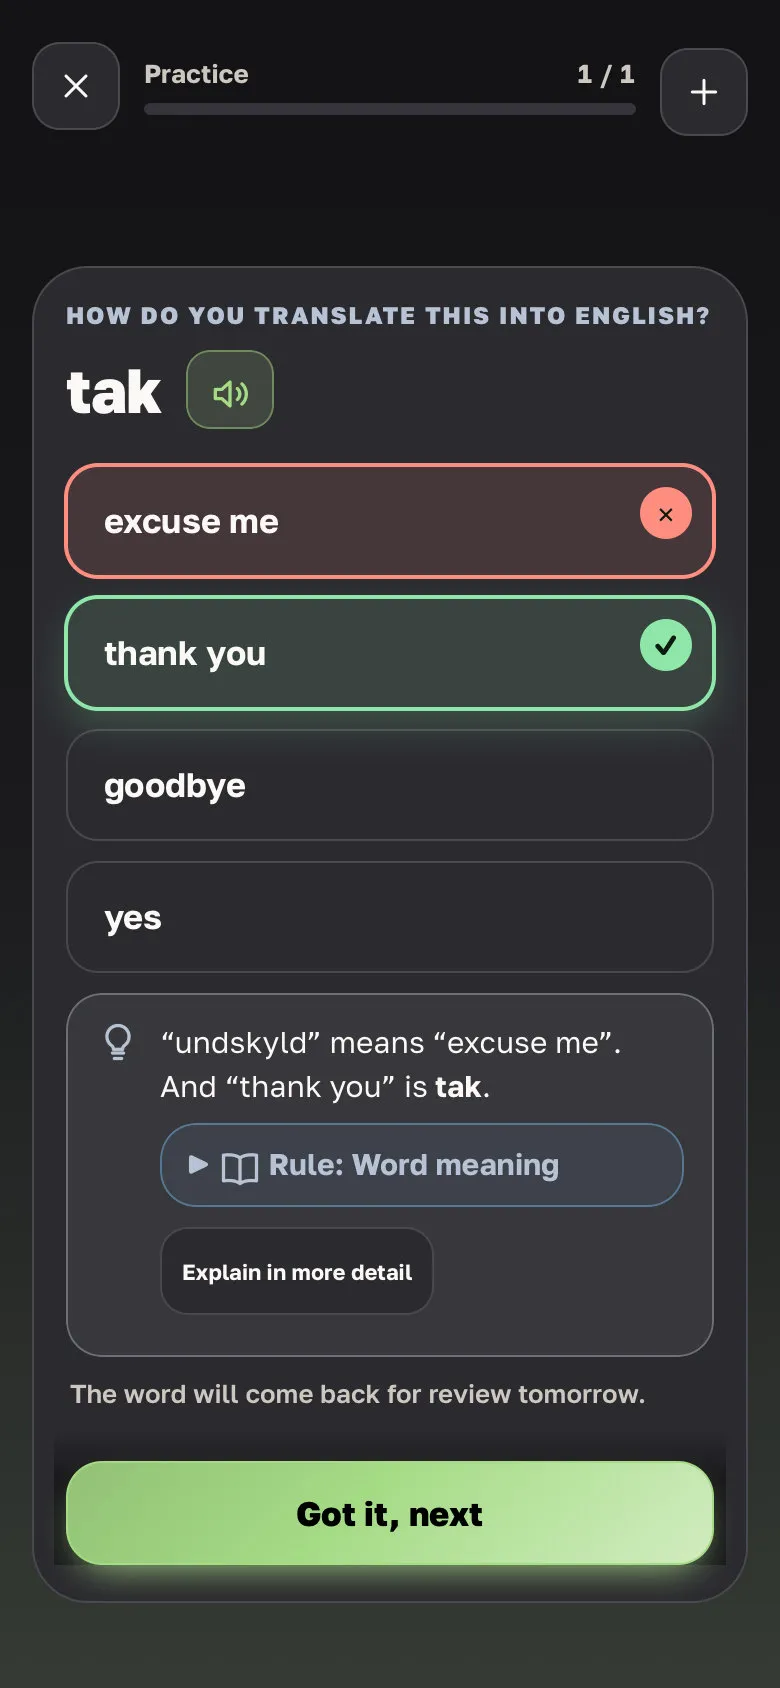 Practice
1 / 1
HOW DO YOU TRANSLATE THIS INTO ENGLISH?
tak
excuse me
thank you
goodbye
yes
“undskyld” means “excuse me”.
And “thank you” is tak.
Rule: Word meaning
Explain in more detail
The word will come back for review tomorrow.
Got it, next